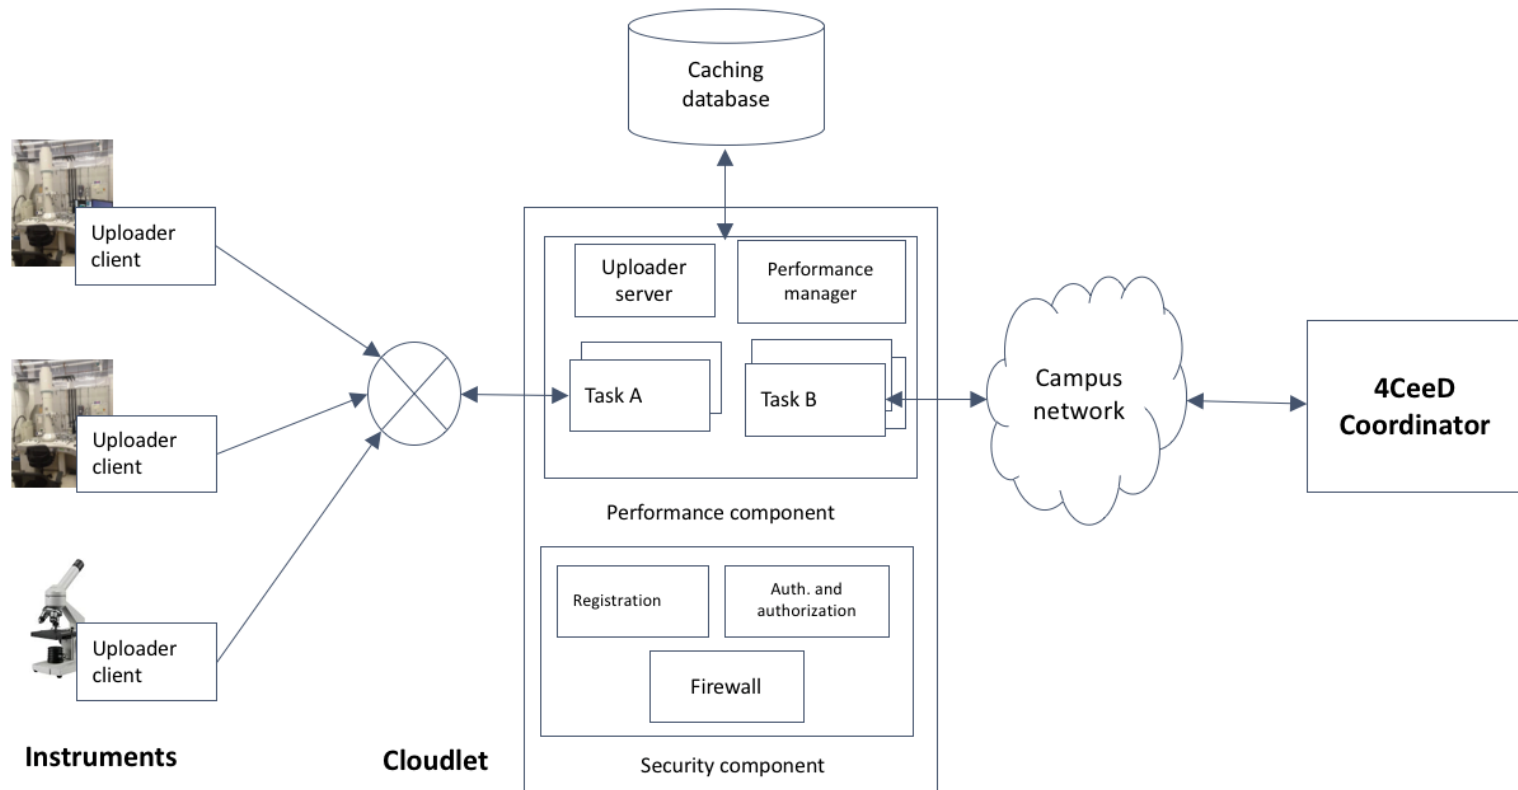 Caching
database
Uploader
client
Uploader
server
Performance
manager
Task A
Task B
Campus
network
4CeeD
Coordinator
Uploader
client
Performance component
Registration
Auth. and
authorization
Uploader
client
Firewall
Instruments
Cloudlet
Security component